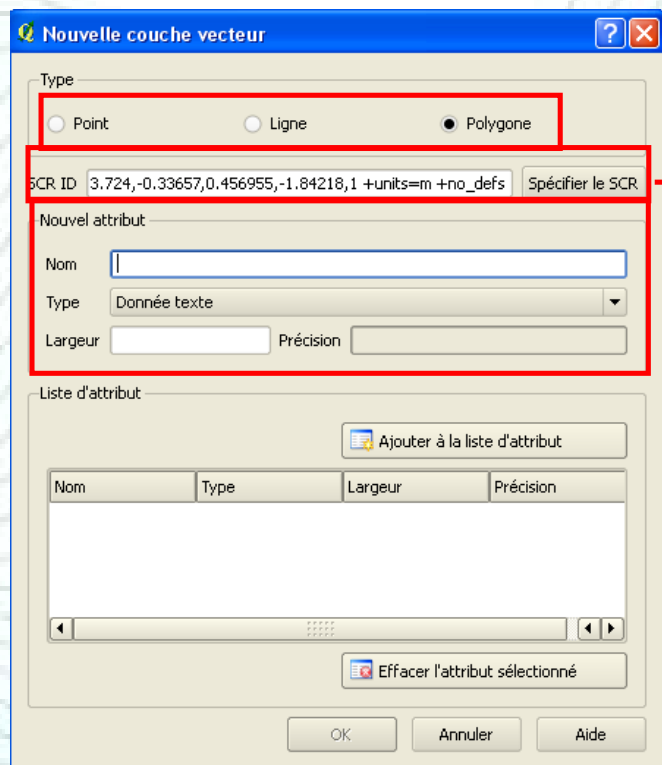 Nouvelle couche vecteur
Type
Point Ligne Polygone
SCR ID 3.724,-0.33657,0.456955,-1.84218,1 +units=m +no_defs Spécifier le SCR
Nouvel attribut
Nom
Type Donnée texte
Largeur Précision
Liste d'attribut
Ajouter à la liste d'attribut
Nom Type Largeur Précision
Effacer l'attribut sélectionné
OK Annuler Aide